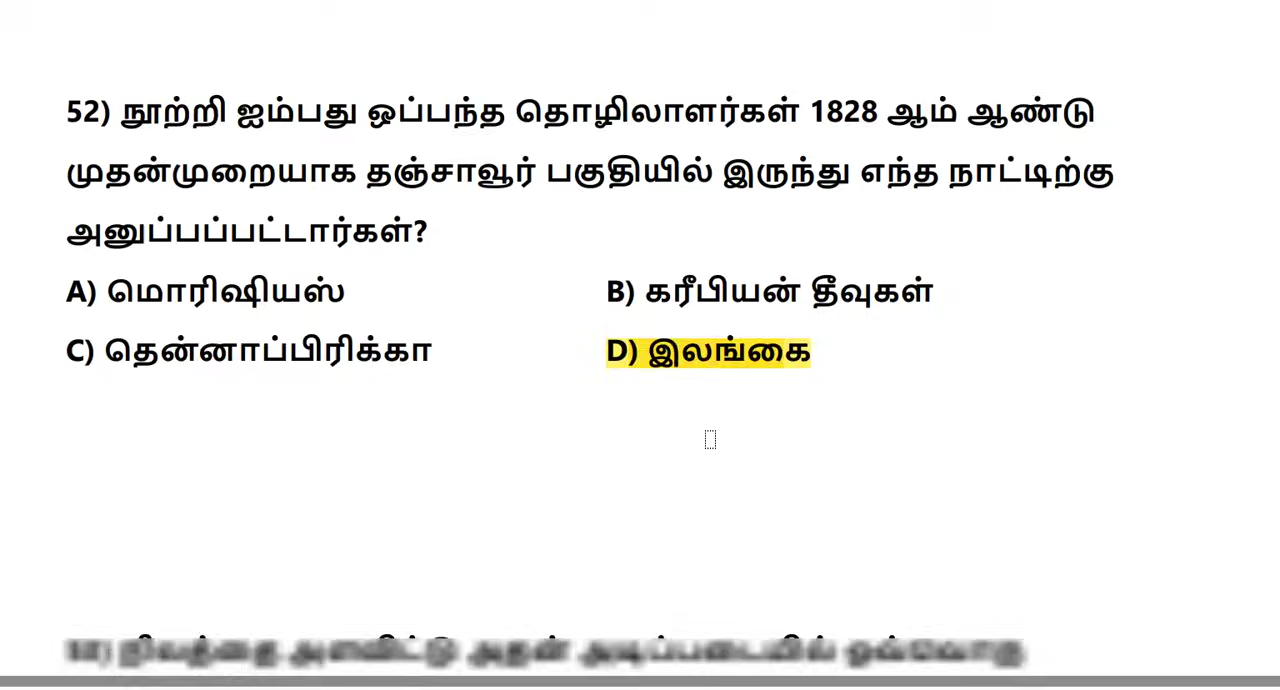 52) நூற்றி ஐம்பது ஒப்பந்த தொழிலாளர்கள் 1828 ஆம் ஆண்டு
முதன்முறையாக தஞ்சாவூர் பகுதியில் இருந்து எந்த நாட்டிற்கு
அனுப்பப்பட்டார்கள்?
A) மொரிஷியஸ் B) கரீபியன் தீவுகள்
C) தென்னாப்பிரிக்கா D) இலங்கை